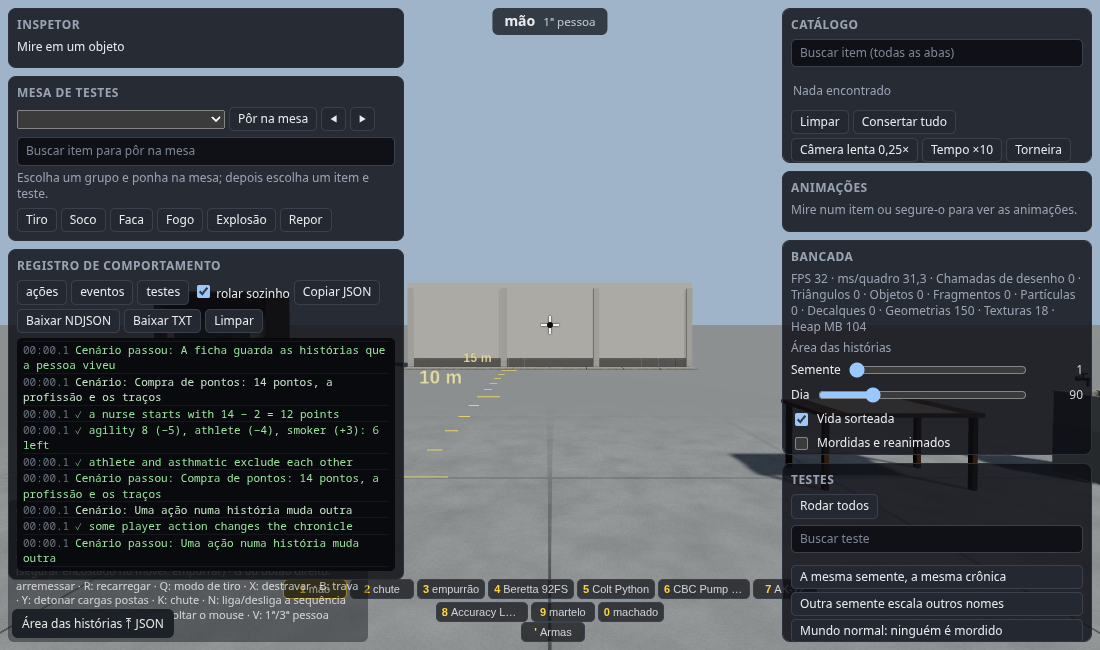 INSPETOR
Mire em um objeto
MESA DE TESTES
Pôr na mesa
Buscar item para pôr na mesa
Escolha um grupo e ponha na mesa; depois escolha um item e
teste.
Tiro Soco Faca Fogo Explosão Repor
REGISTRO DE COMPORTAMENTO
ações eventos testes rolar sozinho Copiar JSON
Baixar NDJSON Baixar TXT Limpar
00:00.1 Cenário passou: A ficha guarda as histórias que
a pessoa viveu
00:00.1 Cenário: Compra de pontos: 14 pontos, a
profissão e os traços
00:00.1 ✓ a nurse starts with 14 − 2 = 12 points
00:00.1 ✓ agility 8 (−5), athlete (−4), smoker (+3): 6
left
00:00.1 ✓ athlete and asthmatic exclude each other
00:00.1 Cenário passou: Compra de pontos: 14 pontos, a
profissão e os traços
00:00.1 Cenário: Uma ação numa história muda outra
00:00.1 ✓ some player action changes the chronicle
00:00.1 Cenário passou: Uma ação numa história muda
outra
arremessar · R: recarregar · Q: modo de tiro · X: destravar · B: trava
· Y: detonar cargas postas · K: chute · N: liga/desliga a sequência
oltar o mouse · V: 1ª/3ª pessoa
Área das histórias ⤒ JSON
mão 1ª pessoa
15 m
10 m
1 mão 2 chute 3 empurrão 4 Beretta 92FS 5 Colt Python 6 CBC Pump … 7 A
8 Accuracy L… 9 martelo 0 machado
' Armas
CATÁLOGO
Buscar item (todas as abas)
Nada encontrado
Limpar Consertar tudo
Câmera lenta 0,25× Tempo ×10 Torneira
ANIMAÇÕES
Mire num item ou segure-o para ver as animações.
BANCADA
FPS 32 · ms/quadro 31,3 · Chamadas de desenho 0 ·
Triângulos 0 · Objetos 0 · Fragmentos 0 · Partículas
0 · Decalques 0 · Geometrias 150 · Texturas 18 ·
Heap MB 104
Área das histórias
Semente 1
Dia 90
Vida sorteada
Mordidas e reanimados
TESTES
Rodar todos
Buscar teste
A mesma semente, a mesma crônica
Outra semente escala outros nomes
Mundo normal: ninguém é mordido